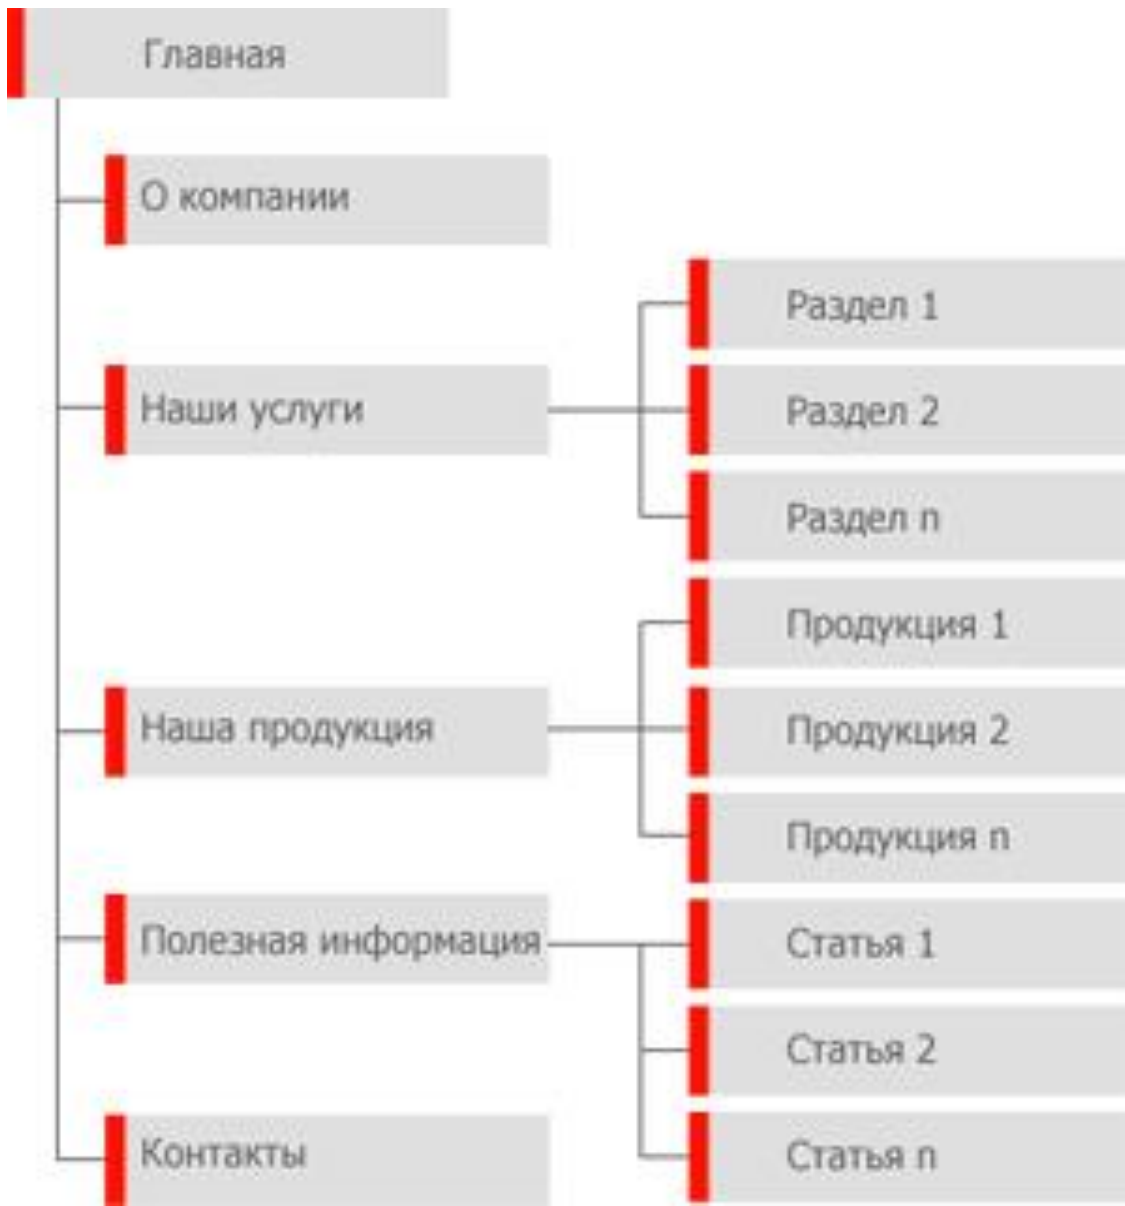 Главная
О компании
Наши услуги
Раздел 1
Раздел 2
Раздел n
Наша продукция
Продукция 1
Продукция 2
Продукция n
Полезная информация
Статья 1
Статья 2
Статья n
Контакты